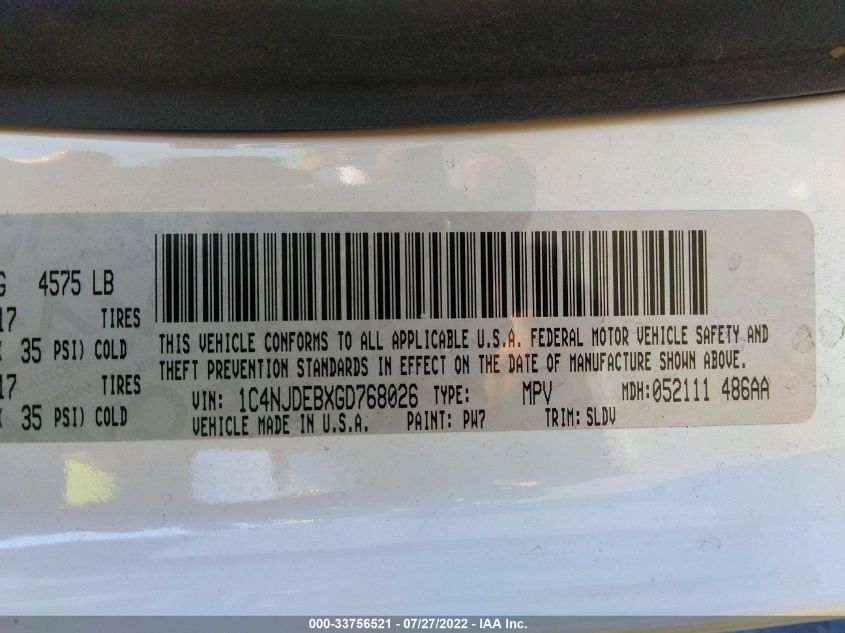 G 4575 LB
17 TIRES
35 PSI) COLD
17 TIRES
35 PSI) COLD
THIS VEHICLE CONFORMS TO ALL APPLICABLE U.S.A. FEDERAL MOTOR VEHICLE SAFETY AND
THEFT PREVENTION STANDARDS IN EFFECT ON THE DATE OF MANUFACTURE SHOWN ABOVE.
VIN: 1C4NJDEBXGD768026 TYPE: MPV MDH:052111 486AA
VEHICLE MADE IN U.S.A. PAINT: PW7 TRIM: SLDV
000-33756521 - 07/27/2022 - IAA Inc.